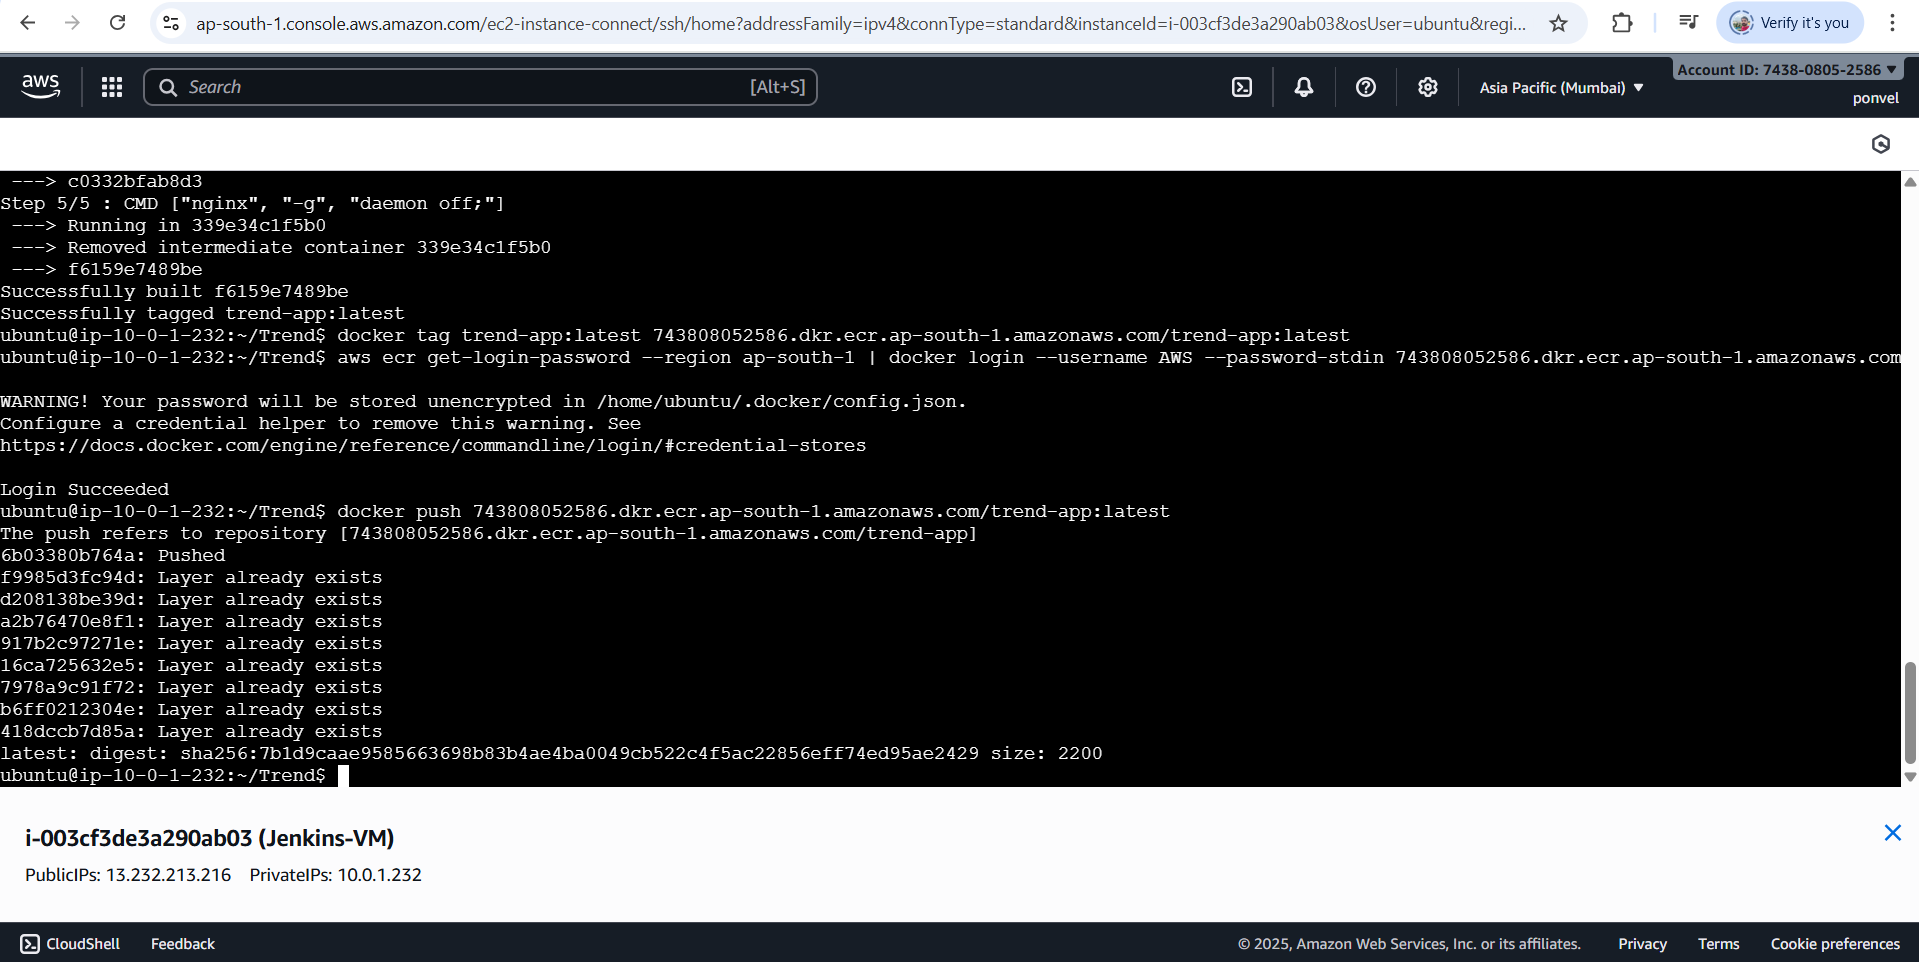 ap-south-1.console.aws.amazon.com/ec2-instance-connect/ssh/home?addressFamily=ipv4&connType=standard&instanceId=i-003cf3de3a290ab03&osUser=ubuntu&regi...
Verify it's you
aws
Search
[Alt+S]
Asia Pacific (Mumbai)
Account ID: 7438-0805-2586
ponvel
---> c0332bfab8d3
Step 5/5 : CMD ["nginx", "-g", "daemon off;"]
---> Running in 339e34c1f5b0
---> Removed intermediate container 339e34c1f5b0
---> f6159e7489be
Successfully built f6159e7489be
Successfully tagged trend-app:latest
ubuntu@ip-10-0-1-232:~/Trend$ docker tag trend-app:latest 743808052586.dkr.ecr.ap-south-1.amazonaws.com/trend-app:latest
ubuntu@ip-10-0-1-232:~/Trend$ aws ecr get-login-password --region ap-south-1 | docker login --username AWS --password-stdin 743808052586.dkr.ecr.ap-south-1.amazonaws.com
WARNING! Your password will be stored unencrypted in /home/ubuntu/.docker/config.json.
Configure a credential helper to remove this warning. See
https://docs.docker.com/engine/reference/commandline/login/#credential-stores
Login Succeeded
ubuntu@ip-10-0-1-232:~/Trend$ docker push 743808052586.dkr.ecr.ap-south-1.amazonaws.com/trend-app:latest
The push refers to repository [743808052586.dkr.ecr.ap-south-1.amazonaws.com/trend-app]
6b03380b764a: Pushed
f9985d3fc94d: Layer already exists
d208138be39d: Layer already exists
a2b76470e8f1: Layer already exists
917b2c97271e: Layer already exists
16ca725632e5: Layer already exists
7978a9c91f72: Layer already exists
b6ff0212304e: Layer already exists
418dccb7d85a: Layer already exists
latest: digest: sha256:7b1d9caae9585663698b83b4ae4ba0049cb522c4f5ac22856eff74ed95ae2429 size: 2200
ubuntu@ip-10-0-1-232:~/Trend$
i-003cf3de3a290ab03 (Jenkins-VM)
PublicIPs: 13.232.213.216 PrivateIPs: 10.0.1.232
CloudShell
Feedback
© 2025, Amazon Web Services, Inc. or its affiliates.
Privacy
Terms
Cookie preferences